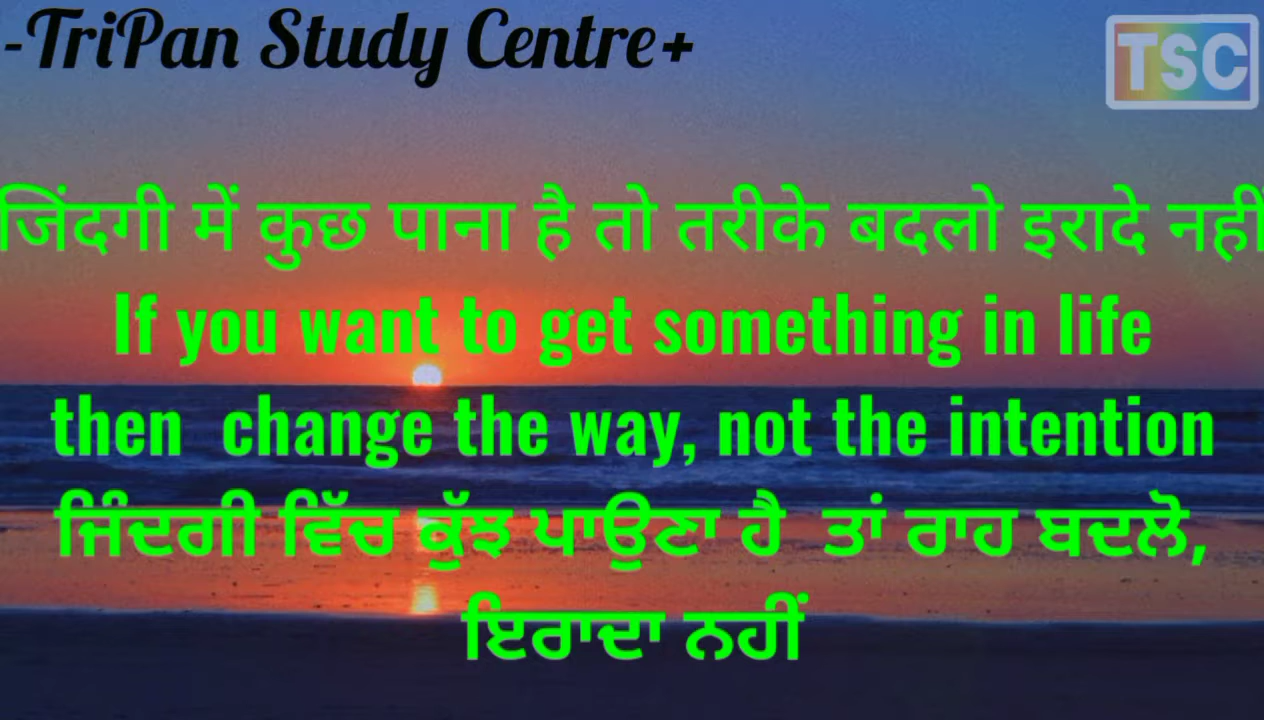 -TriPan Study Centre+
TSC
जिंदगी में कुछ पाना है तो तरीके बदलो इरादे नहीं
If you want to get something in life
then change the way, not the intention
ਜਿੰਦਗੀ ਵਿੱਚ ਕੁੱਝ ਪਾਉਣਾ ਹੈ ਤਾਂ ਰਾਹ ਬਦਲੋ,
ਇਰਾਦਾ ਨਹੀਂ